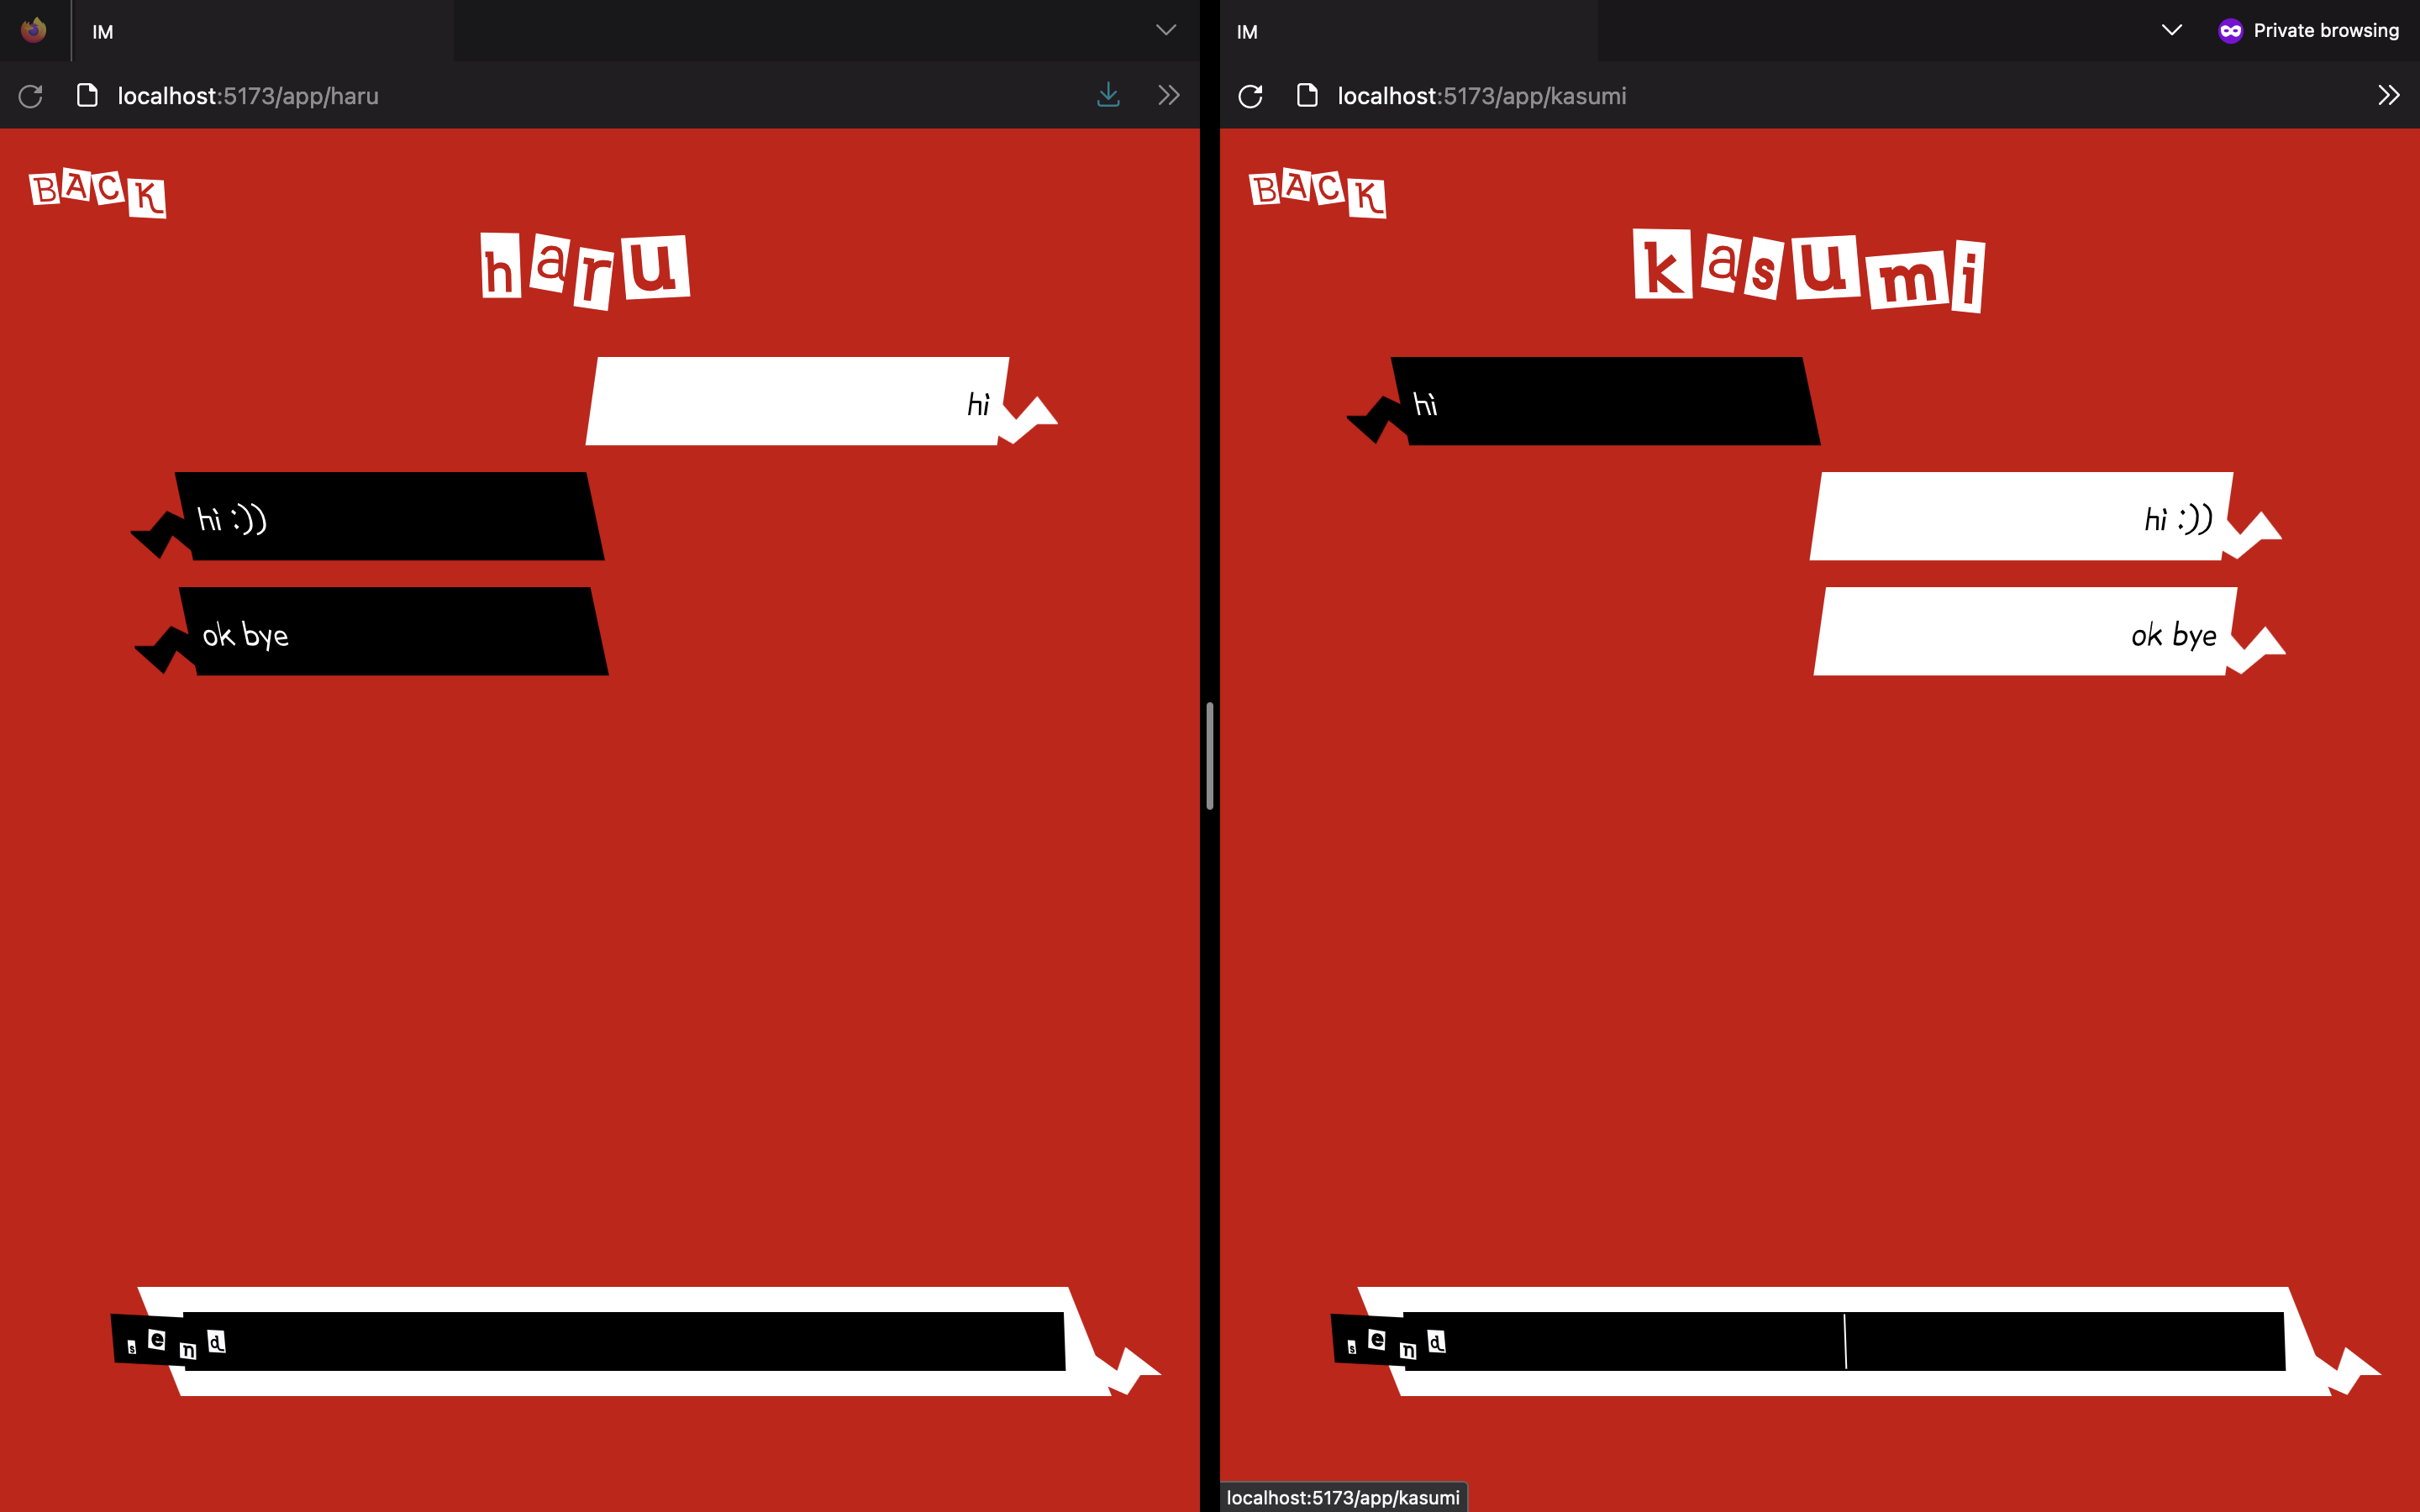 IM
localhost:5173/app/haru
BACK
haru
hi
hi :))
ok bye
send
IM
Private browsing
localhost:5173/app/kasumi
BACK
kasumi
hi
hi :))
ok bye
send
localhost:5173/app/kasumi